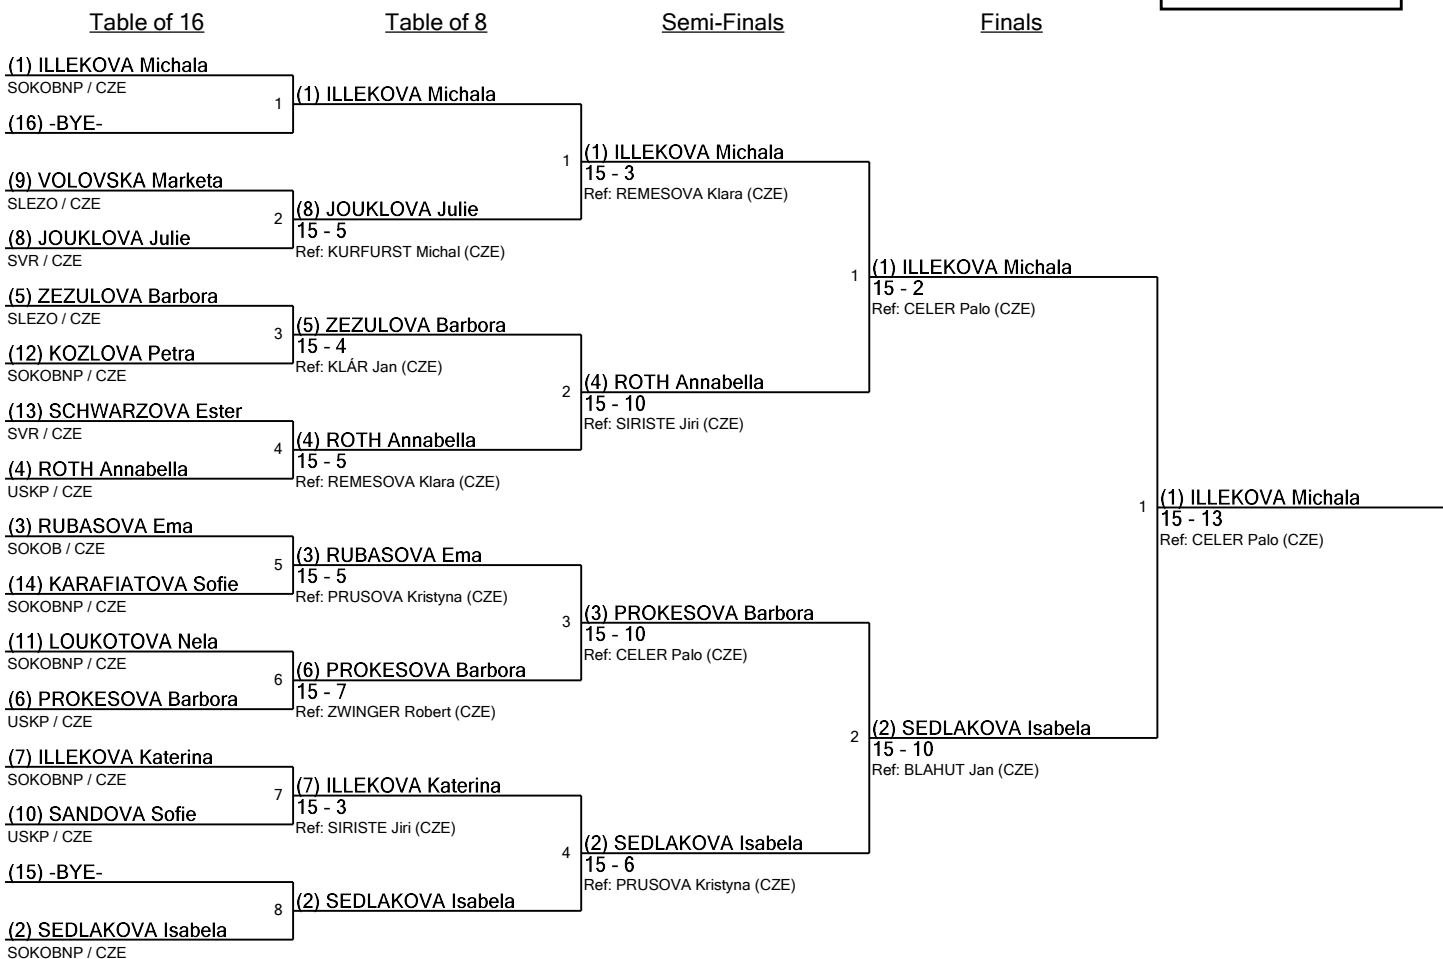 Table of 16
Table of 8
Semi-Finals
Finals
(1) ILLEKOVA Michala
SOKOBNP / CZE
1
(16) -BYE-
(9) VOLOVSKA Marketa
SLEZO / CZE
2
(8) JOUKLOVA Julie
SVR / CZE
(5) ZEZULOVA Barbora
SLEZO / CZE
3
(12) KOZLOVA Petra
SOKOBNP / CZE
(13) SCHWARZOVA Ester
SVR / CZE
4
(4) ROTH Annabella
USKP / CZE
(3) RUBASOVA Ema
SOKOB / CZE
5
(14) KARAFIATOVA Sofie
SOKOBNP / CZE
(11) LOUKOTOVA Nela
SOKOBNP / CZE
6
(6) PROKESOVA Barbora
USKP / CZE
(7) ILLEKOVA Katerina
SOKOBNP / CZE
7
(10) SANDOVA Sofie
USKP / CZE
(15) -BYE-
8
(2) SEDLAKOVA Isabela
SOKOBNP / CZE
(1) ILLEKOVA Michala
1
(8) JOUKLOVA Julie
15 - 5
Ref: KURFURST Michal (CZE)
(5) ZEZULOVA Barbora
15 - 4
Ref: KLÁR Jan (CZE)
2
(4) ROTH Annabella
15 - 5
Ref: REMESOVA Klara (CZE)
(3) RUBASOVA Ema
15 - 5
Ref: PRUSOVA Kristyna (CZE)
3
(6) PROKESOVA Barbora
15 - 7
Ref: ZWINGER Robert (CZE)
(7) ILLEKOVA Katerina
15 - 3
Ref: SIRISTE Jiri (CZE)
4
(2) SEDLAKOVA Isabela
(1) ILLEKOVA Michala
15 - 3
Ref: REMESOVA Klara (CZE)
1
(4) ROTH Annabella
15 - 10
Ref: SIRISTE Jiri (CZE)
(3) PROKESOVA Barbora
15 - 10
Ref: CELER Palo (CZE)
2
(2) SEDLAKOVA Isabela
15 - 6
Ref: PRUSOVA Kristyna (CZE)
(1) ILLEKOVA Michala
15 - 2
Ref: CELER Palo (CZE)
1
(2) SEDLAKOVA Isabela
15 - 10
Ref: BLAHUT Jan (CZE)
(1) ILLEKOVA Michala
15 - 13
Ref: CELER Palo (CZE)